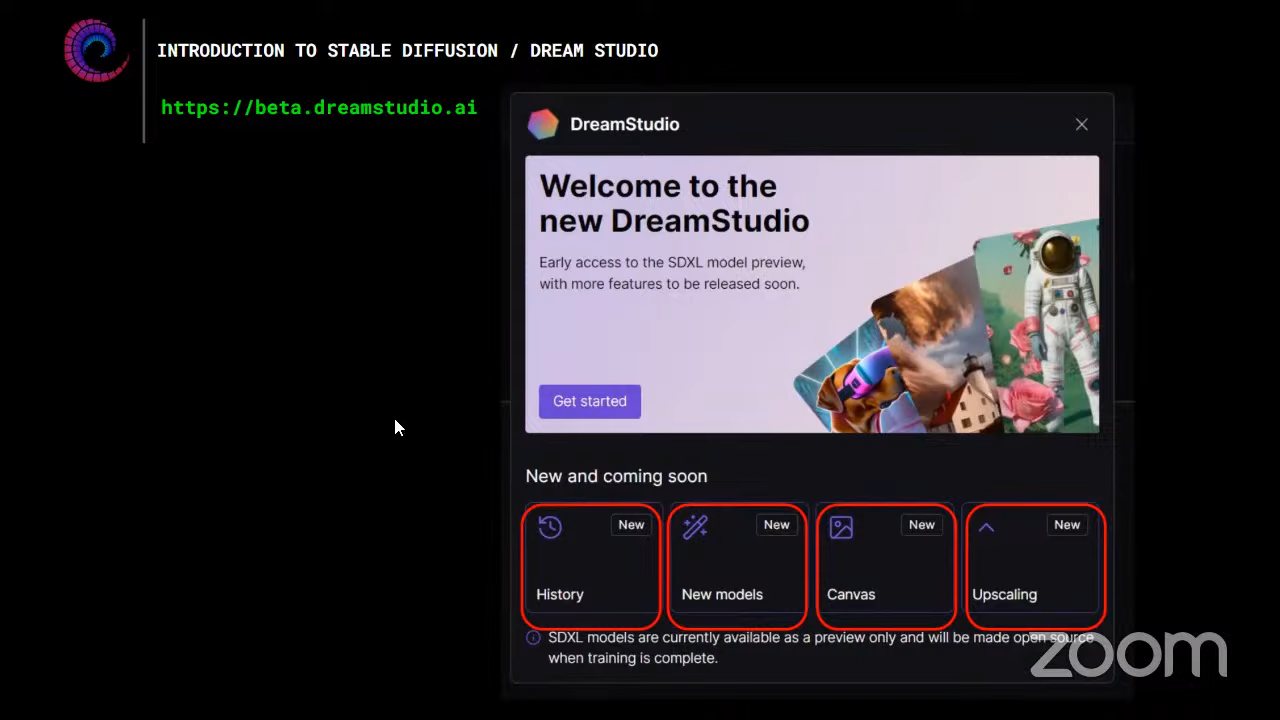 INTRODUCTION TO STABLE DIFFUSION / DREAM STUDIO
https://beta.dreamstudio.ai
DreamStudio
Welcome to the
new DreamStudio
Early access to the SDXL model preview,
with more features to be released soon.
Get started
New and coming soon
New
New
New
New
History
New models
Canvas
Upscaling
SDXL models are currently available as a preview only and will be made open source
when training is complete.
zoom